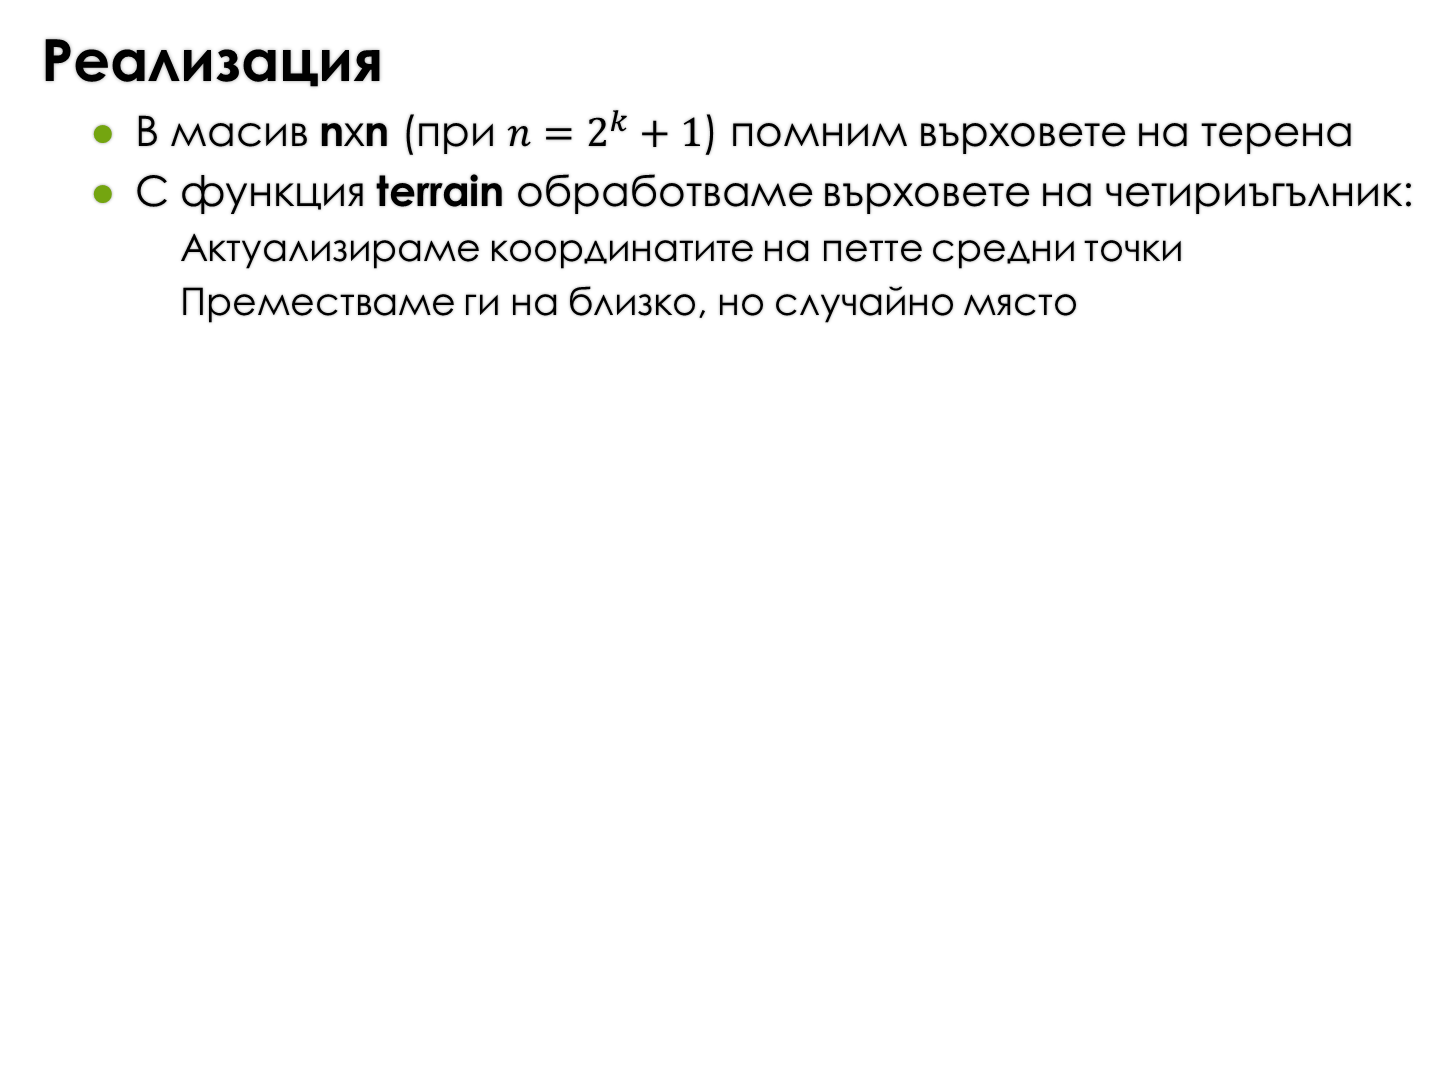 Реализация
В масив nxn (при n = 2^k + 1) помним върховете на терена
С функция terrain обработваме върховете на четириъгълник:
Актуализираме координатите на петте средни точки
Преместваме ги на близко, но случайно място